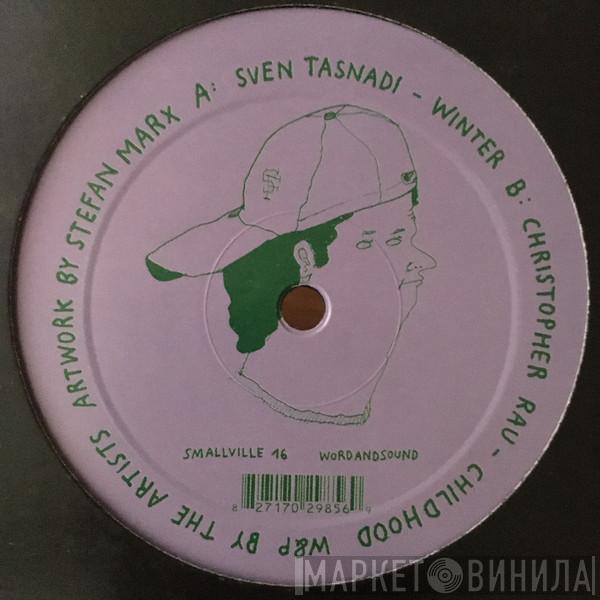 A: SVEN TASNADI - WINTER B: CHRISTOPHER RAU - CHILDHOOD W&P BY THE ARTISTS ARTWORK BY STEFAN MARX
SF
SMALLVILLE 16 WORDANDSOUND
8 27170 29856 9
МАРКЕТ ВИНИЛА